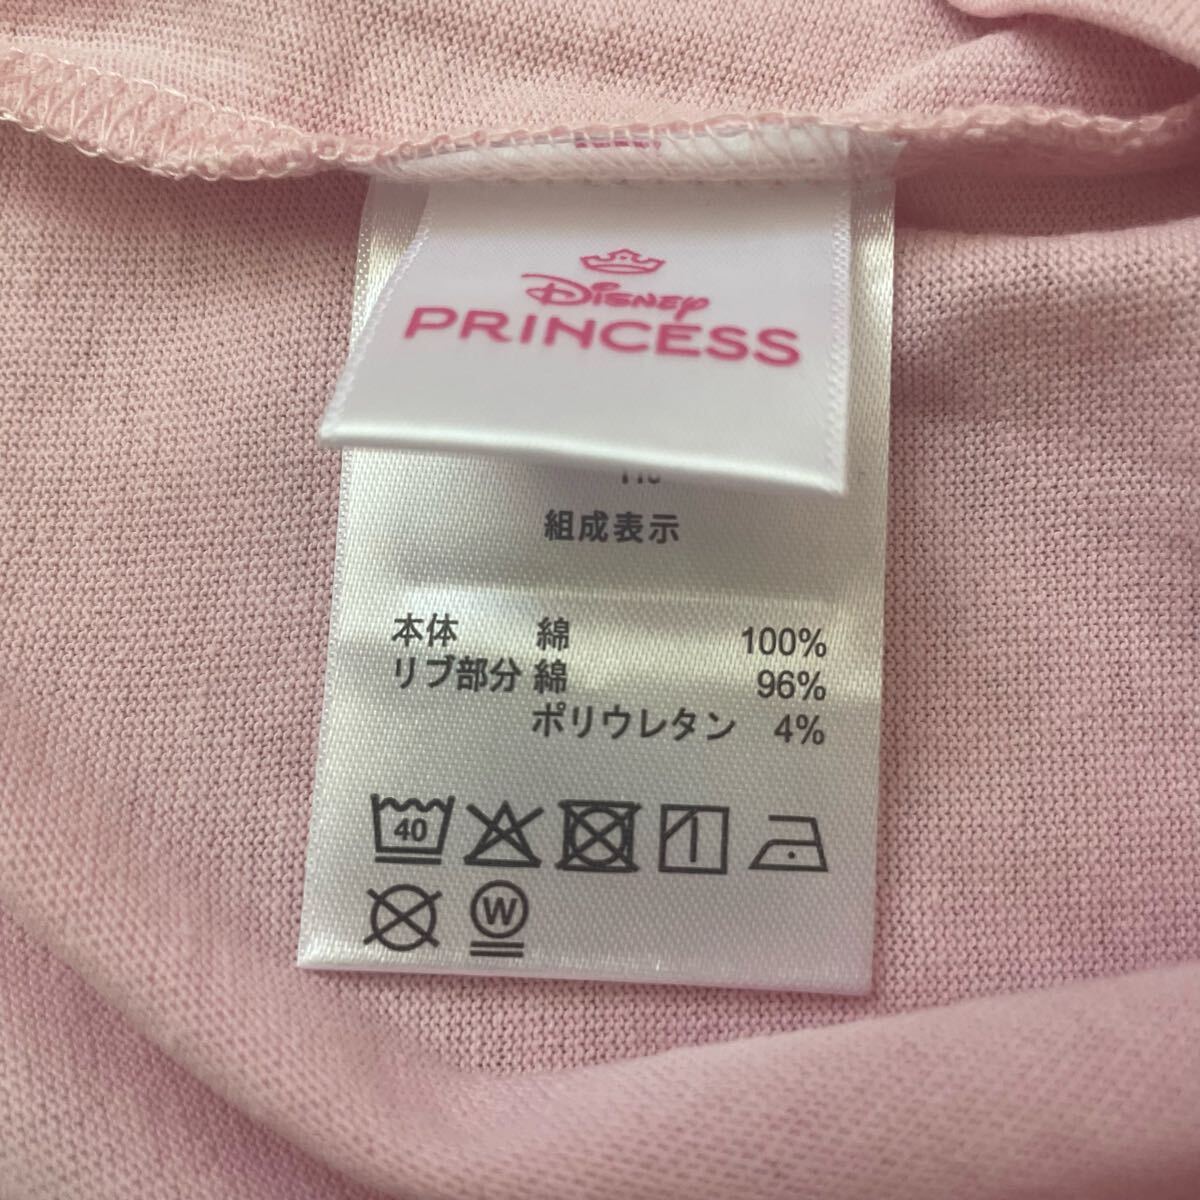 Disney
PRINCESS
組成表示
本体 綿 100%
リブ部分 綿 96%
ポリウレタン 4%
40
W